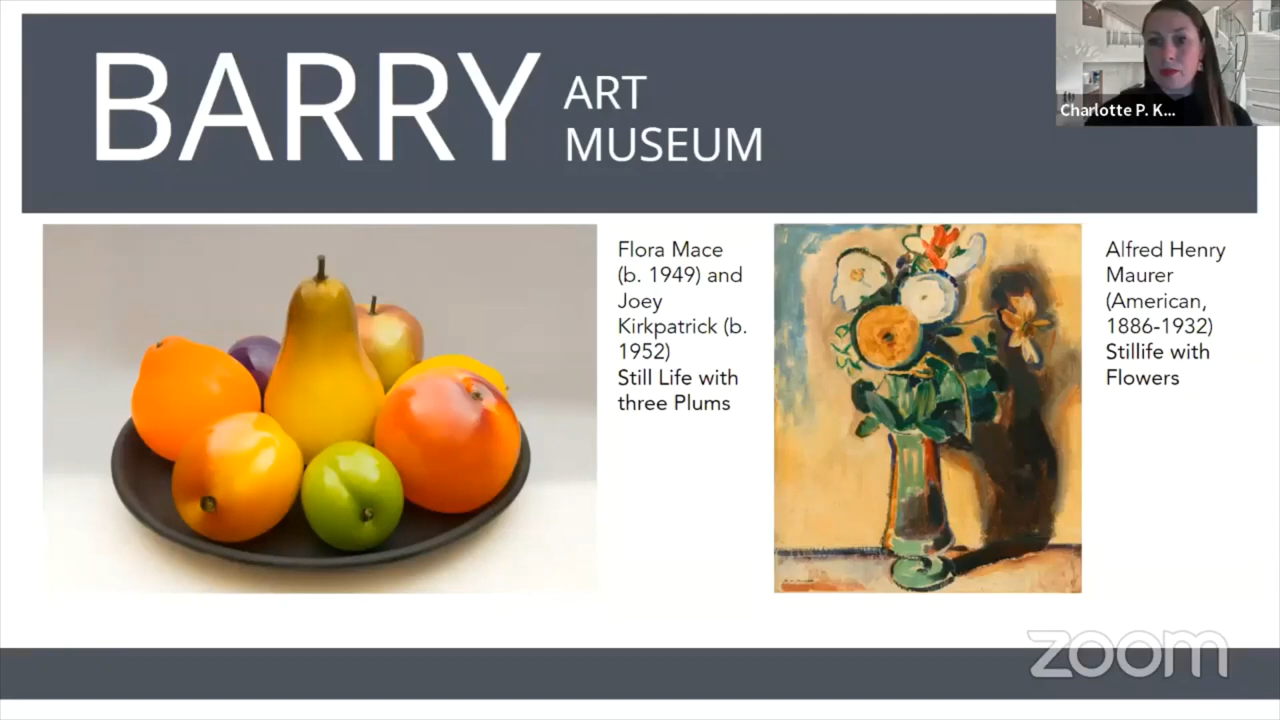 BARRY
ART
MUSEUM
Charlotte P. K...
Flora Mace
(b. 1949) and
Joey
Kirkpatrick (b.
1952)
Still Life with
three Plums
Alfred Henry
Maurer
(American,
1886-1932)
Stillife with
Flowers
zoom